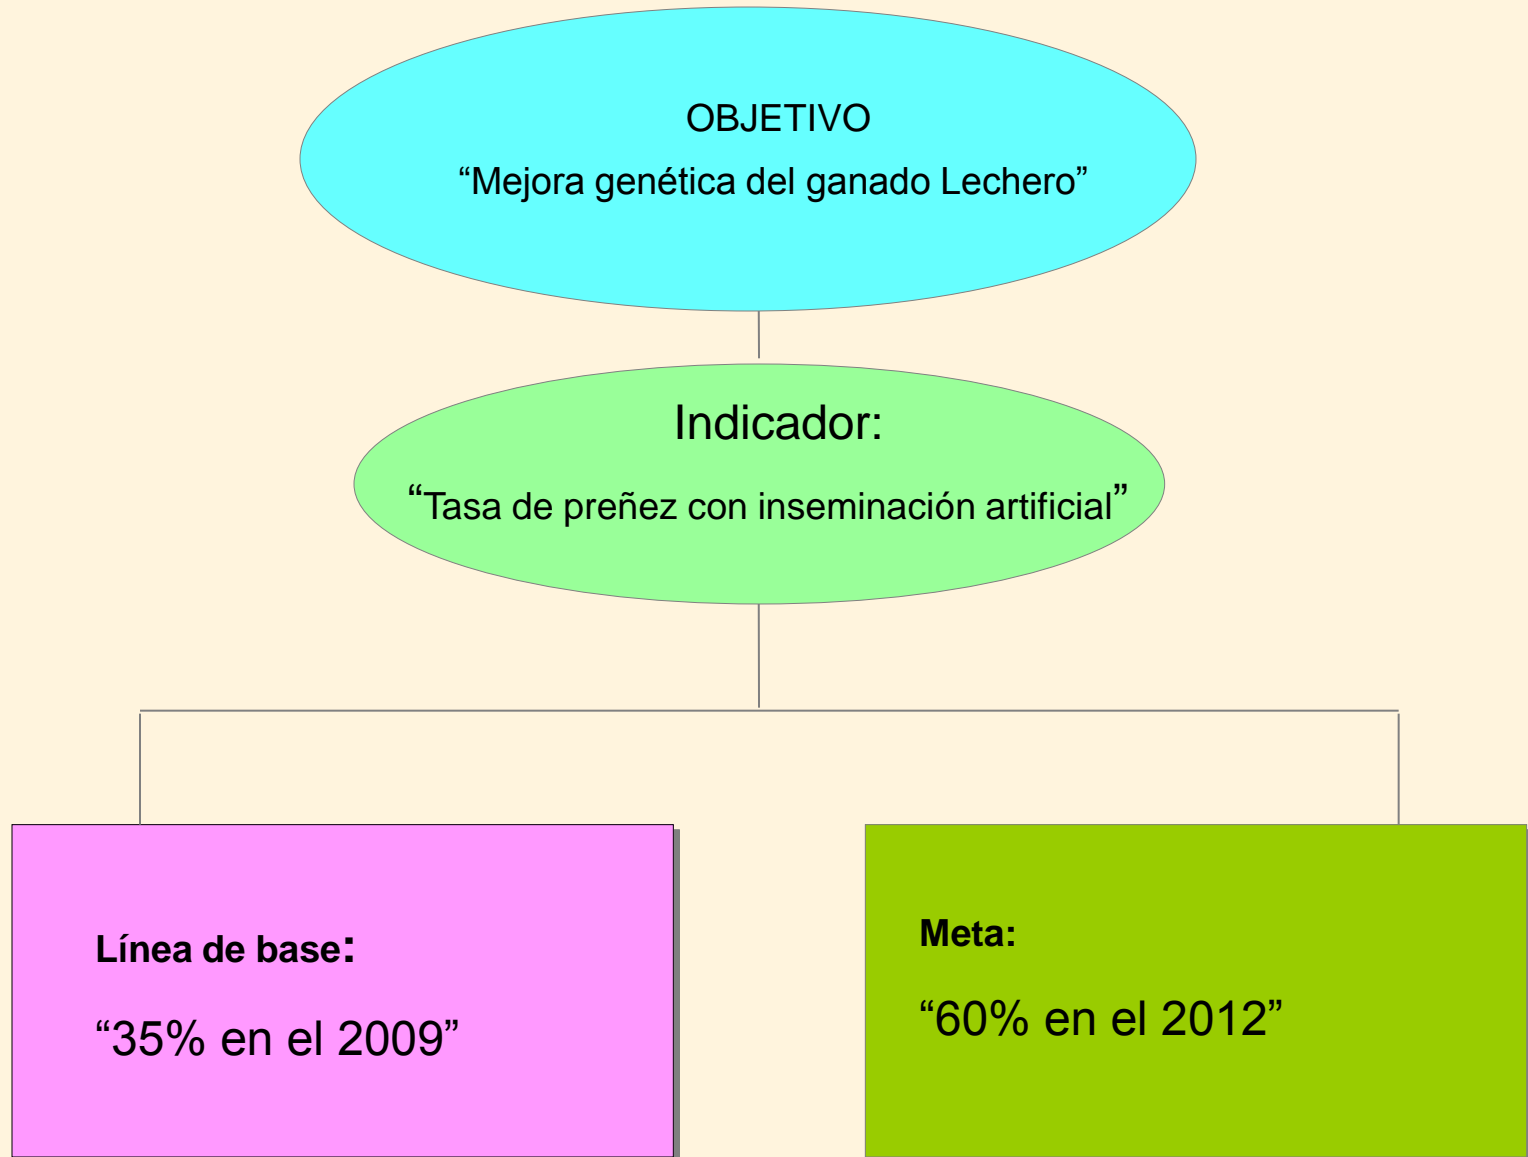 OBJETIVO
“Mejora genética del ganado Lechero”
Indicador:
“Tasa de preñez con inseminación artificial”
Línea de base:
“35% en el 2009”
Meta:
“60% en el 2012”